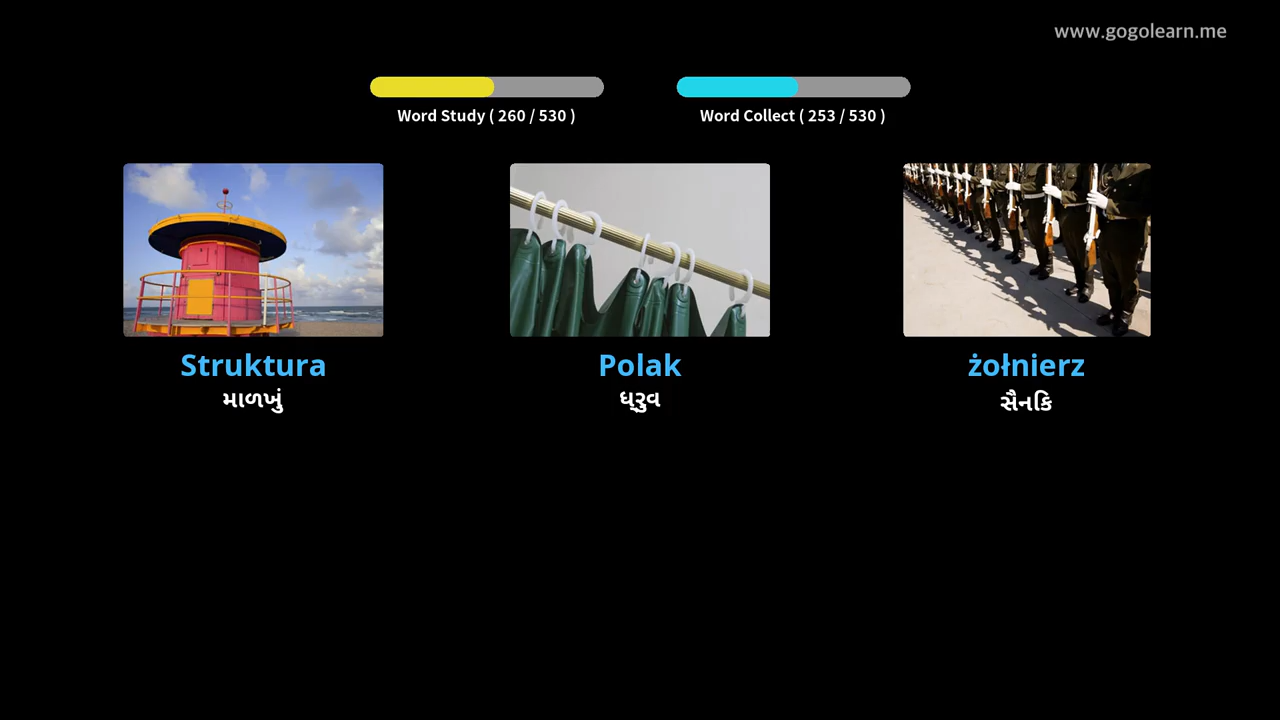 www.gogolearn.me
Word Study ( 260 / 530 )
Word Collect ( 253 / 530 )
Struktura
Polak
żołnierz
માળખું
ધ્રુવ
સૈનિક